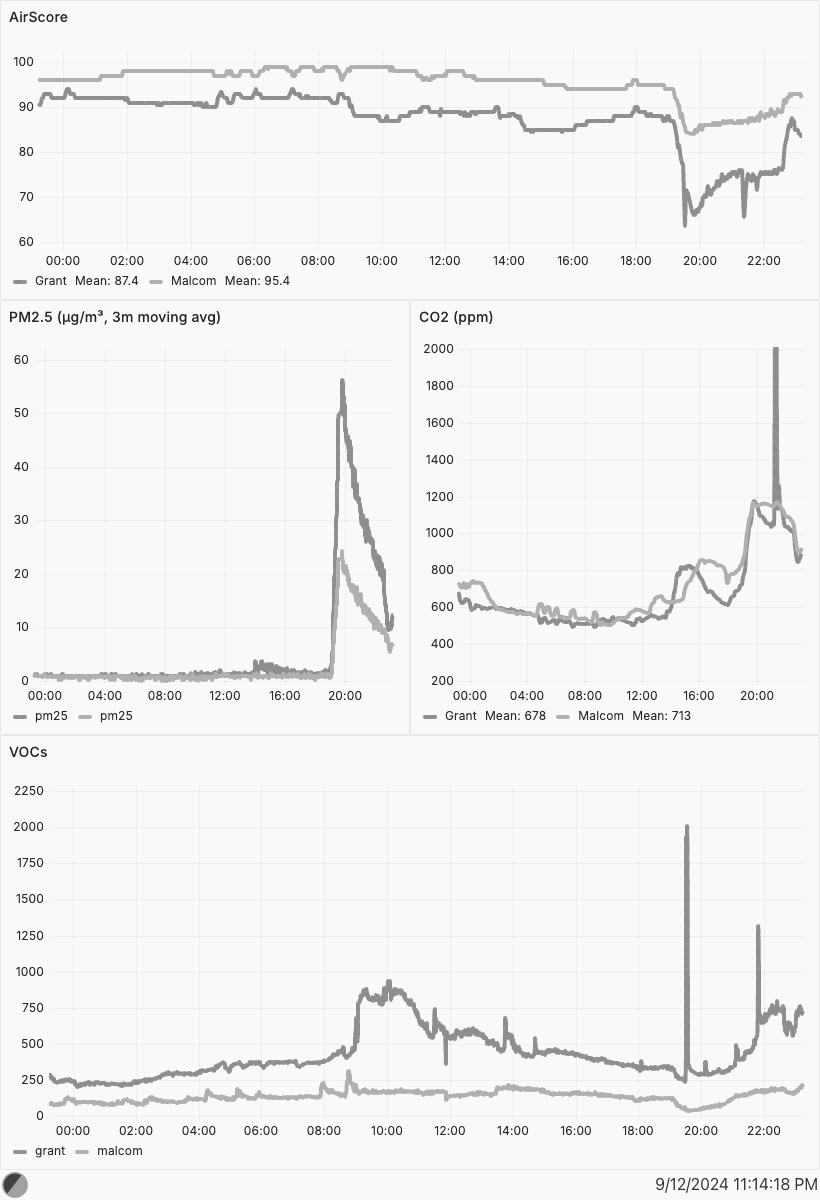 AirScore
100
90
80
70
60
00:00 02:00 04:00 06:00 08:00 10:00 12:00 14:00 16:00 18:00 20:00 22:00
Grant Mean: 87.4 Malcom Mean: 95.4
PM2.5 (μg/m³, 3m moving avg)
60
50
40
30
20
10
0
00:00 04:00 08:00 12:00 16:00 20:00
pm25 pm25
CO2 (ppm)
2000
1800
1600
1400
1200
1000
800
600
400
200
00:00 04:00 08:00 12:00 16:00 20:00
Grant Mean: 678 Malcom Mean: 713
VOCs
2250
2000
1750
1500
1250
1000
750
500
250
0
00:00 02:00 04:00 06:00 08:00 10:00 12:00 14:00 16:00 18:00 20:00 22:00
grant malcom
9/12/2024 11:14:18 PM